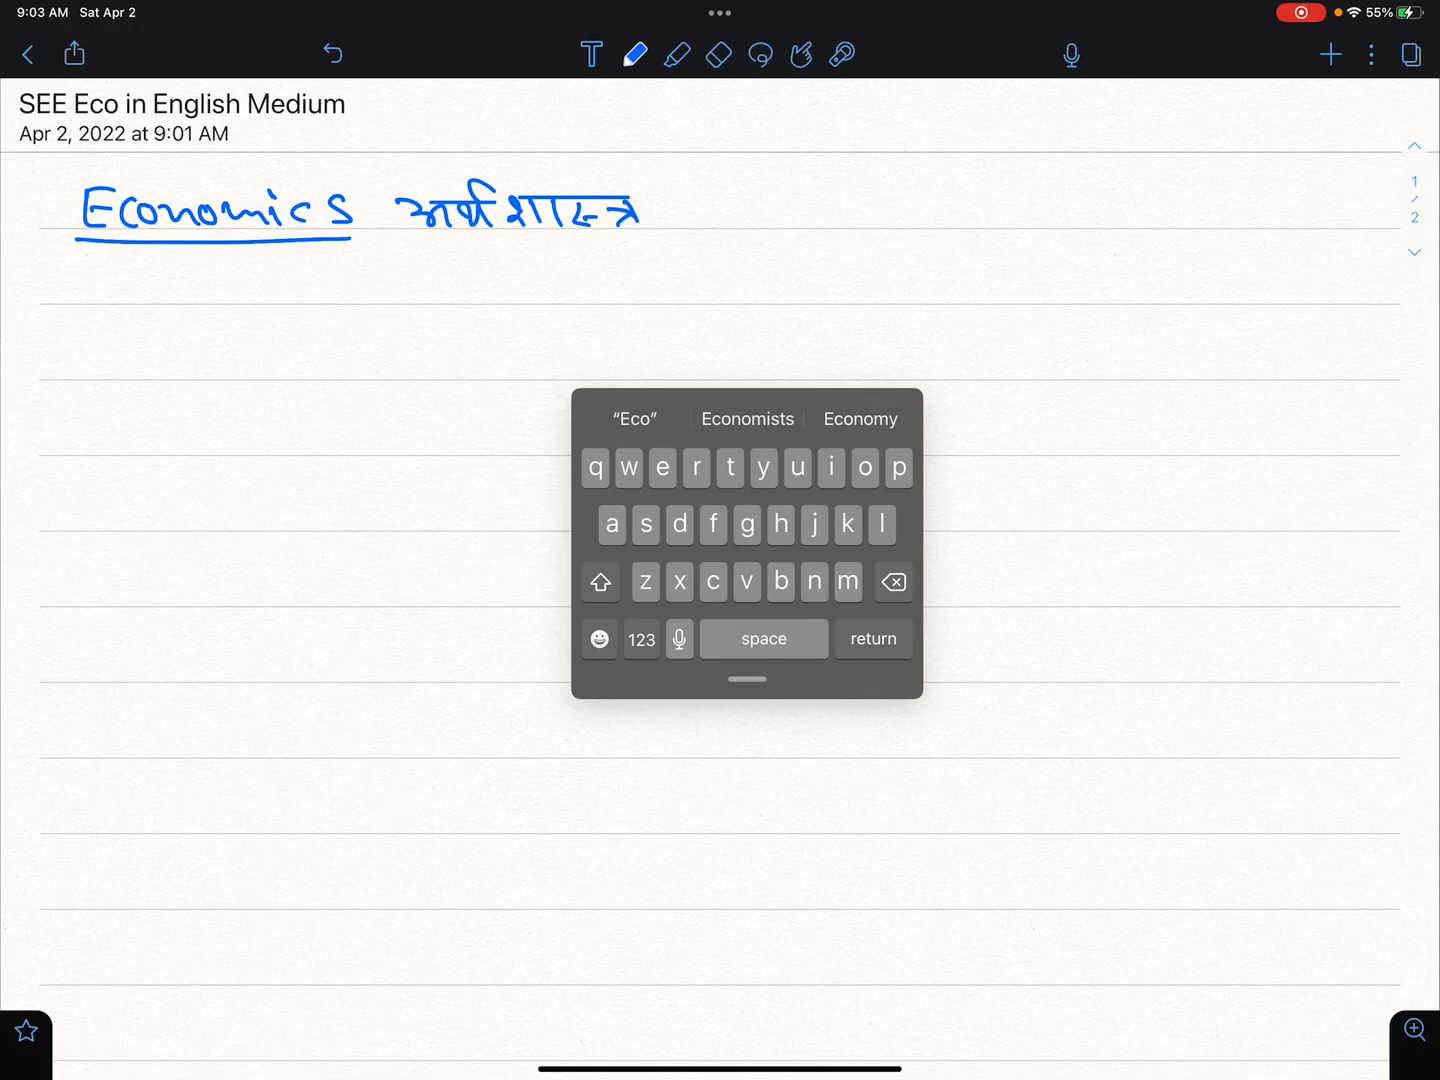 9:03 AM Sat Apr 2
55%
SEE Eco in English Medium
Apr 2, 2022 at 9:01 AM
Economics अर्थशास्त्र
1
/
2
“Eco” Economists Economy
q w e r t y u i o p
a s d f g h j k l
z x c v b n m
123 space return